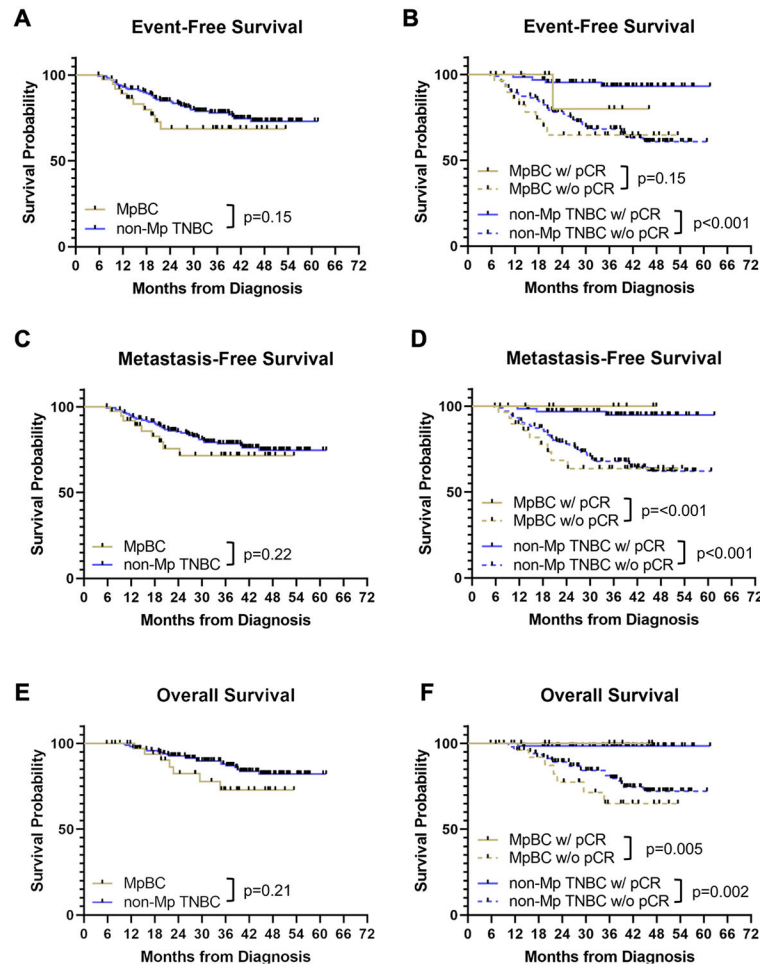 A
Event-Free Survival
Survival Probability
100
50
0
MpBC
non-Mp TNBC
p=0.15
0 6 12 18 24 30 36 42 48 54 60 66 72
Months from Diagnosis
B
Event-Free Survival
Survival Probability
100
50
0
MpBC w/ pCR
MpBC w/o pCR
p=0.15
non-Mp TNBC w/ pCR
non-Mp TNBC w/o pCR
p<0.001
0 6 12 18 24 30 36 42 48 54 60 66 72
Months from Diagnosis
C
Metastasis-Free Survival
Survival Probability
100
50
0
MpBC
non-Mp TNBC
p=0.22
0 6 12 18 24 30 36 42 48 54 60 66 72
Months from Diagnosis
D
Metastasis-Free Survival
Survival Probability
100
50
0
MpBC w/ pCR
MpBC w/o pCR
p=<0.001
non-Mp TNBC w/ pCR
non-Mp TNBC w/o pCR
p<0.001
0 6 12 18 24 30 36 42 48 54 60 66 72
Months from Diagnosis
E
Overall Survival
Survival Probability
100
50
0
MpBC
non-Mp TNBC
p=0.21
0 6 12 18 24 30 36 42 48 54 60 66 72
Months from Diagnosis
F
Overall Survival
Survival Probability
100
50
0
MpBC w/ pCR
MpBC w/o pCR
p=0.005
non-Mp TNBC w/ pCR
non-Mp TNBC w/o pCR
p=0.002
0 6 12 18 24 30 36 42 48 54 60 66 72
Months from Diagnosis